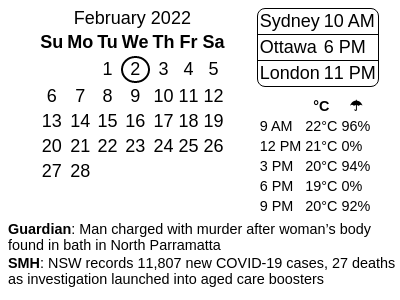 February 2022
Su Mo Tu We Th Fr Sa
1 2 3 4 5
6 7 8 9 10 11 12
13 14 15 16 17 18 19
20 21 22 23 24 25 26
27 28
Sydney 10 AM
Ottawa 6 PM
London 11 PM
°C ☂
9 AM 22°C 96%
12 PM 21°C 0%
3 PM 20°C 94%
6 PM 19°C 0%
9 PM 20°C 92%
Guardian: Man charged with murder after woman’s body
found in bath in North Parramatta
SMH: NSW records 11,807 new COVID-19 cases, 27 deaths
as investigation launched into aged care boosters